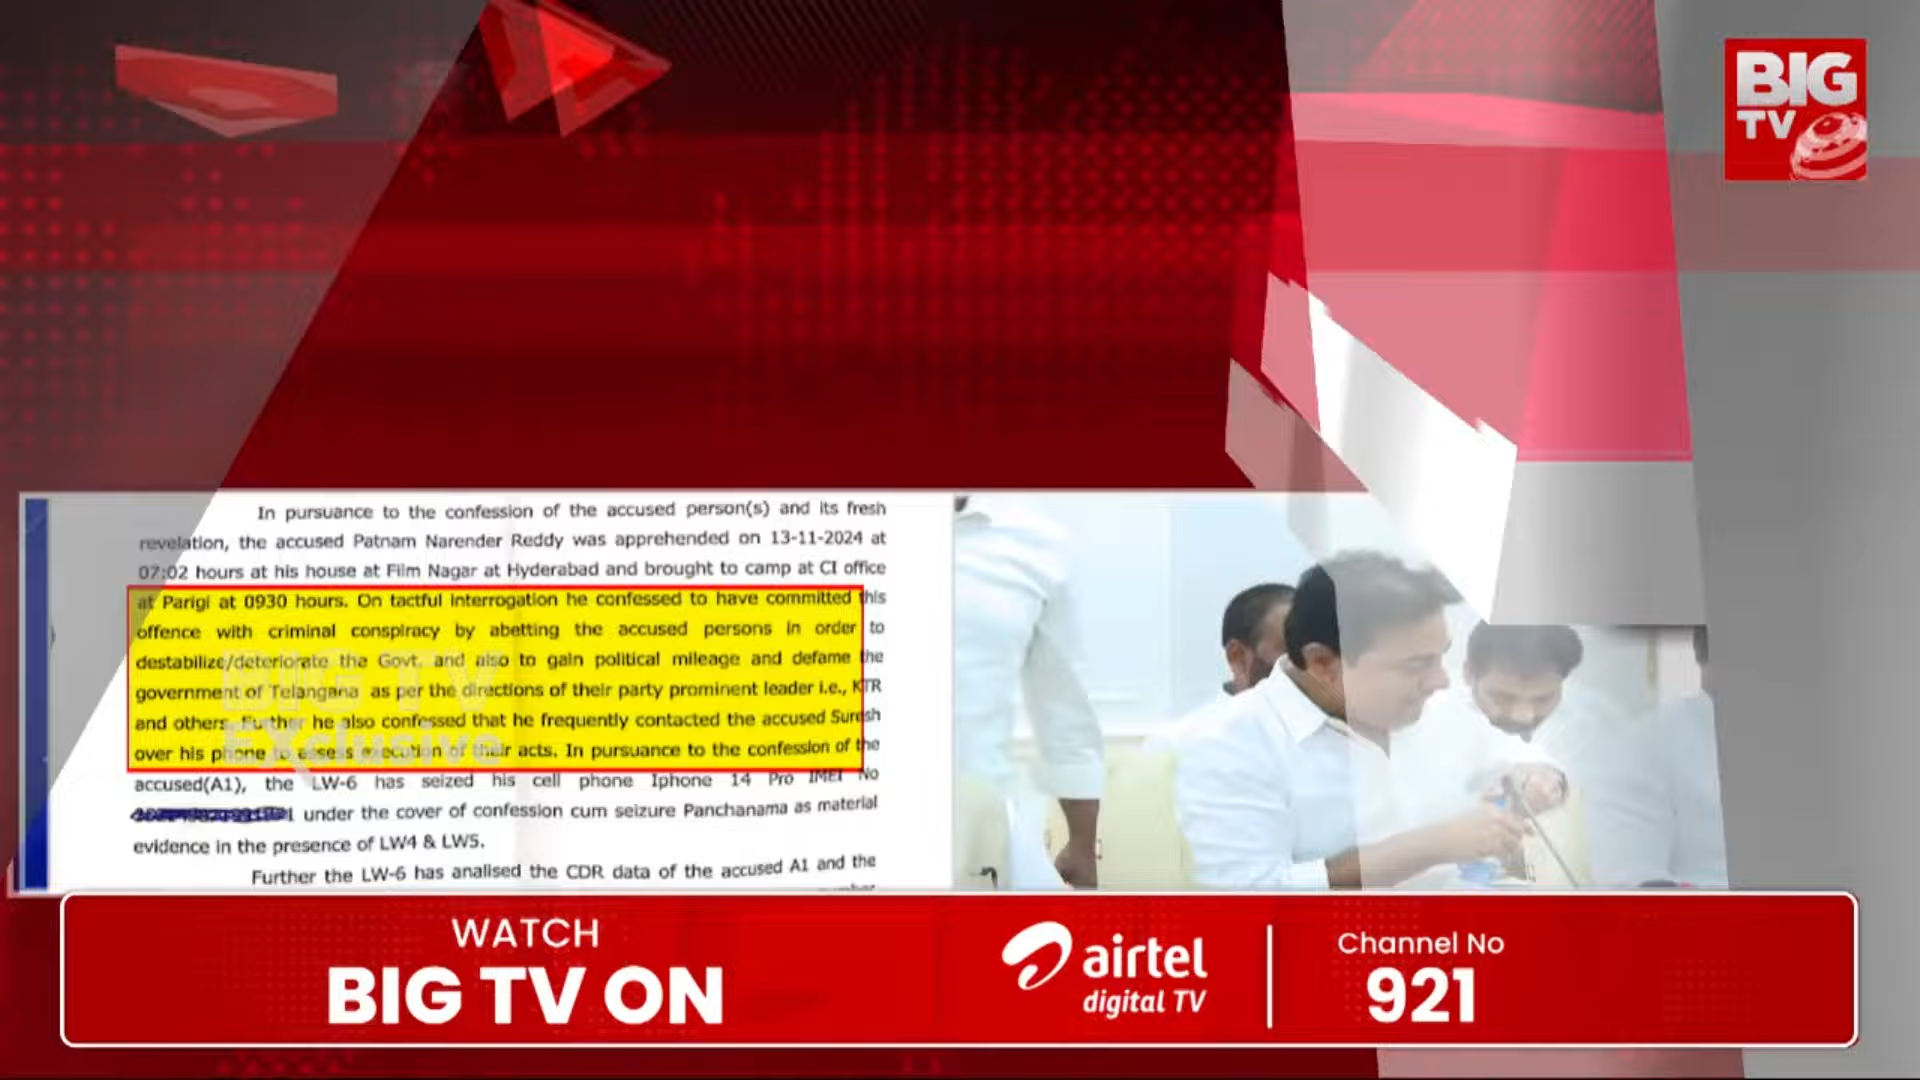 BIG
TV
In pursuance to the confession of the accused person(s) and its fresh
revelation, the accused Patnam Narender Reddy was apprehended on 13-11-2024 at
07:02 hours at his house at Film Nagar at Hyderabad and brought to camp at CI office
at Parigi at 0930 hours. On tactful interrogation he confessed to have committed this
offence with criminal conspiracy by abetting the accused persons in order to
destabilize/deteriorate the Govt. and also to gain political mileage and defame the
government of Telangana as per the directions of their party prominent leader i.e., KTR
and others. Further he also confessed that he frequently contacted the accused Suresh
over his phone to assess execution of their acts. In pursuance to the confession of the
accused(A1), the LW-6 has seized his cell phone Iphone 14 Pro IMEI No
1 under the cover of confession cum seizure Panchanama as material
evidence in the presence of LW4 & LW5.
Further the LW-6 has analised the CDR data of the accused A1 and the
number
BIG TV
Exclusive
WATCH
BIG TV ON
airtel
digital TV
Channel No
921